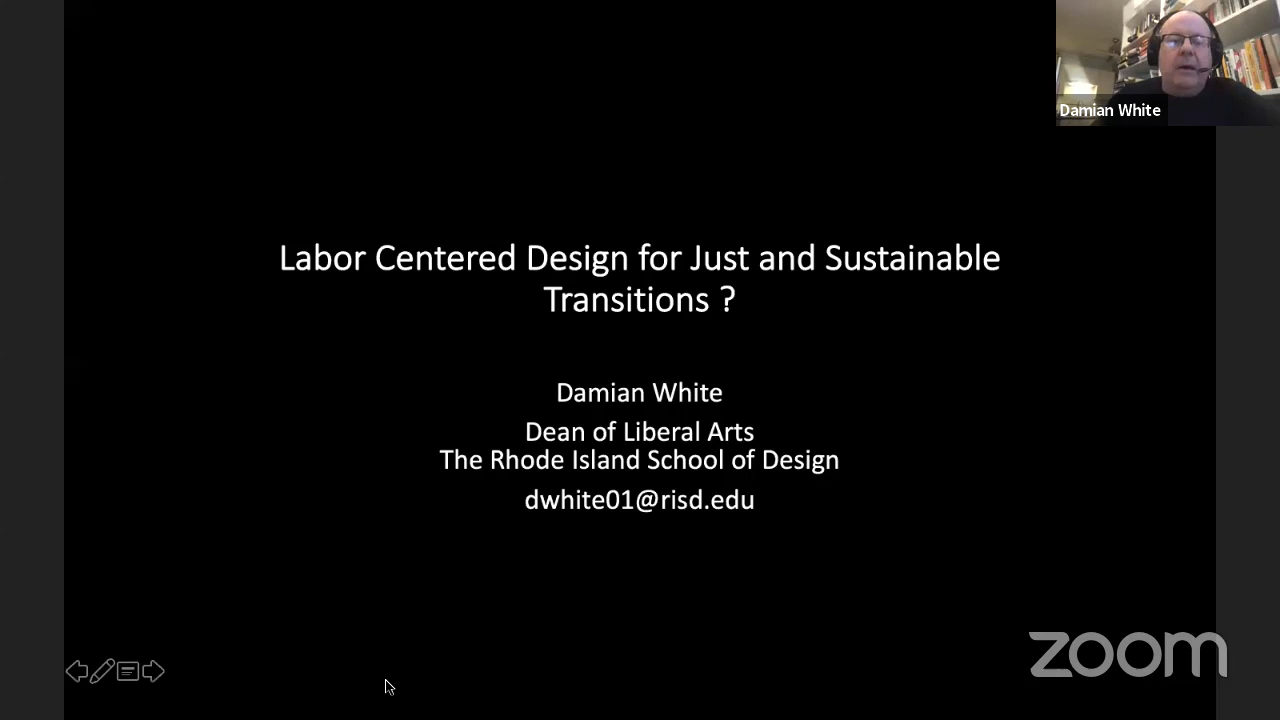 Damian White
Labor Centered Design for Just and Sustainable
Transitions ?
Damian White
Dean of Liberal Arts
The Rhode Island School of Design
dwhite01@risd.edu
zoom